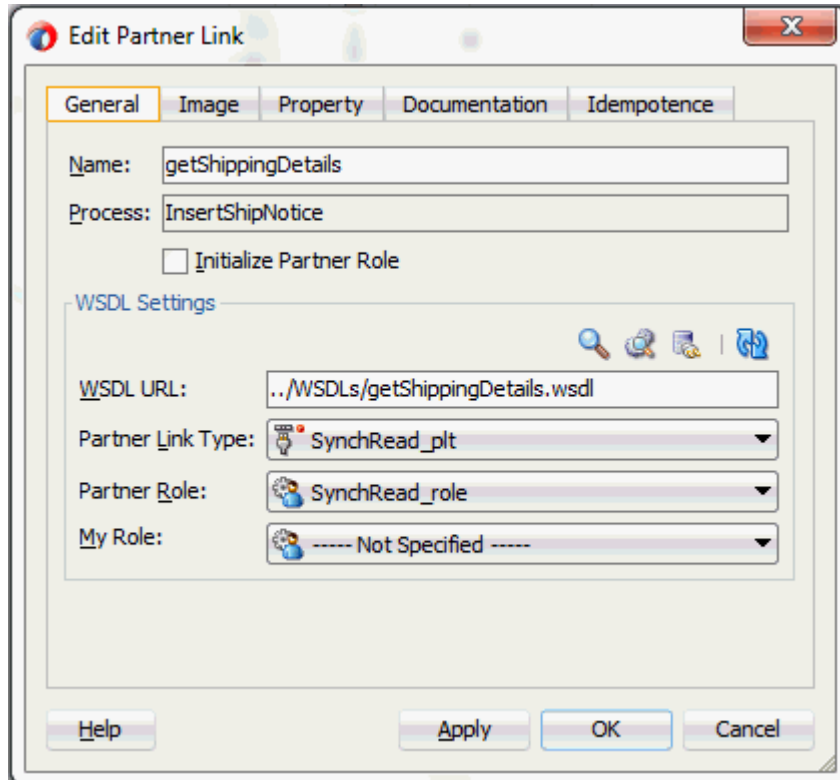 Edit Partner Link
General Image Property Documentation Idempotence
Name: getShippingDetails
Process: InsertShipNotice
Initialize Partner Role
WSDL Settings
WSDL URL: ../WSDLs/getShippingDetails.wsdl
Partner Link Type: SynchRead_plt
Partner Role: SynchRead_role
My Role: ----- Not Specified -----
Help Apply OK Cancel